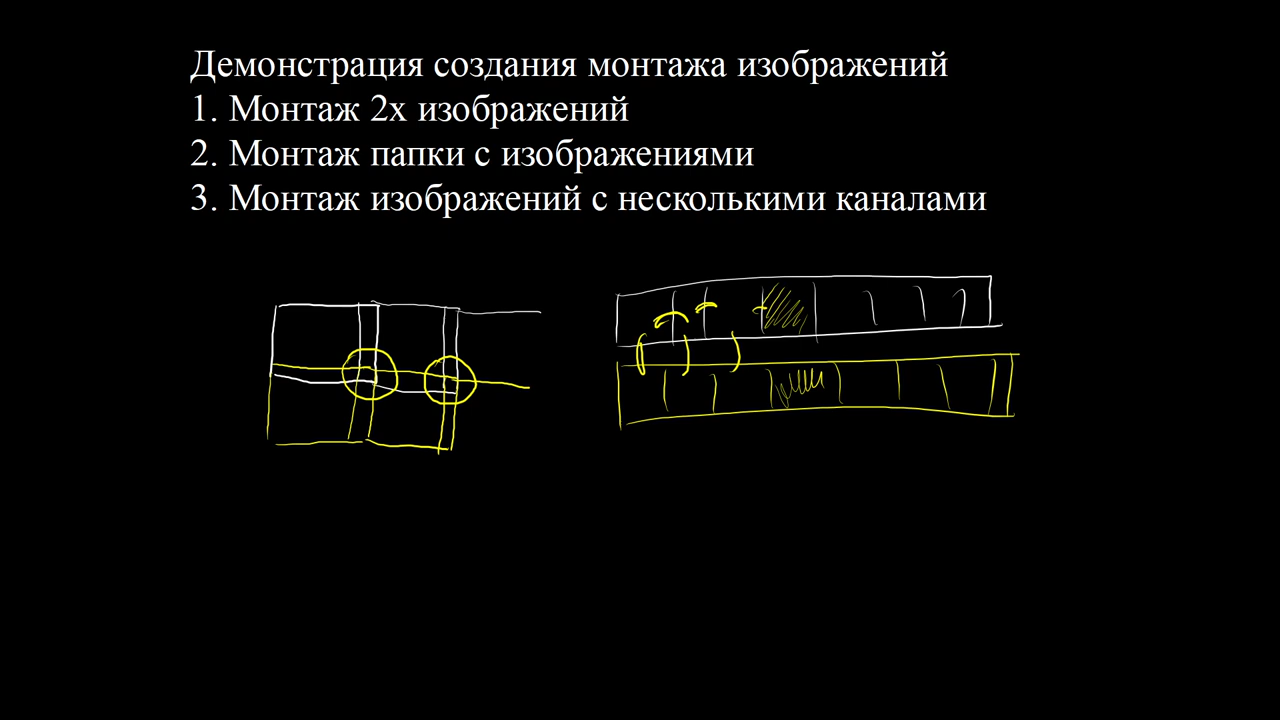 Демонстрация создания монтажа изображений
1. Монтаж 2х изображений
2. Монтаж папки с изображениями
3. Монтаж изображений с несколькими каналами